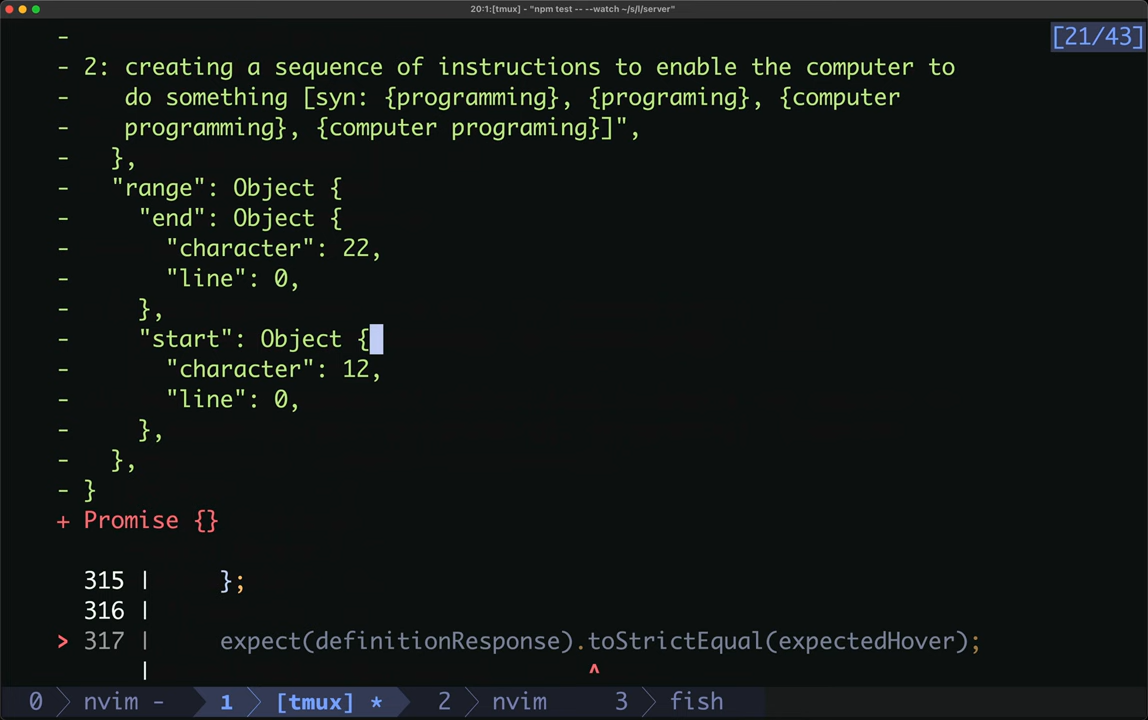 20:1:[tmux] - "npm test -- --watch ~/s/l/server"
-
[21/43]
- 2: creating a sequence of instructions to enable the computer to
- do something [syn: {programming}, {programing}, {computer
- programming}, {computer programing}]",
- },
- "range": Object {
- "end": Object {
- "character": 22,
- "line": 0,
- },
- "start": Object {
- "character": 12,
- "line": 0,
- },
- },
- }
+ Promise {}
315 | };
316 |
> 317 | expect(definitionResponse).toStrictEqual(expectedHover);
| ^
0 nvim - 1 [tmux] * 2 nvim 3 fish